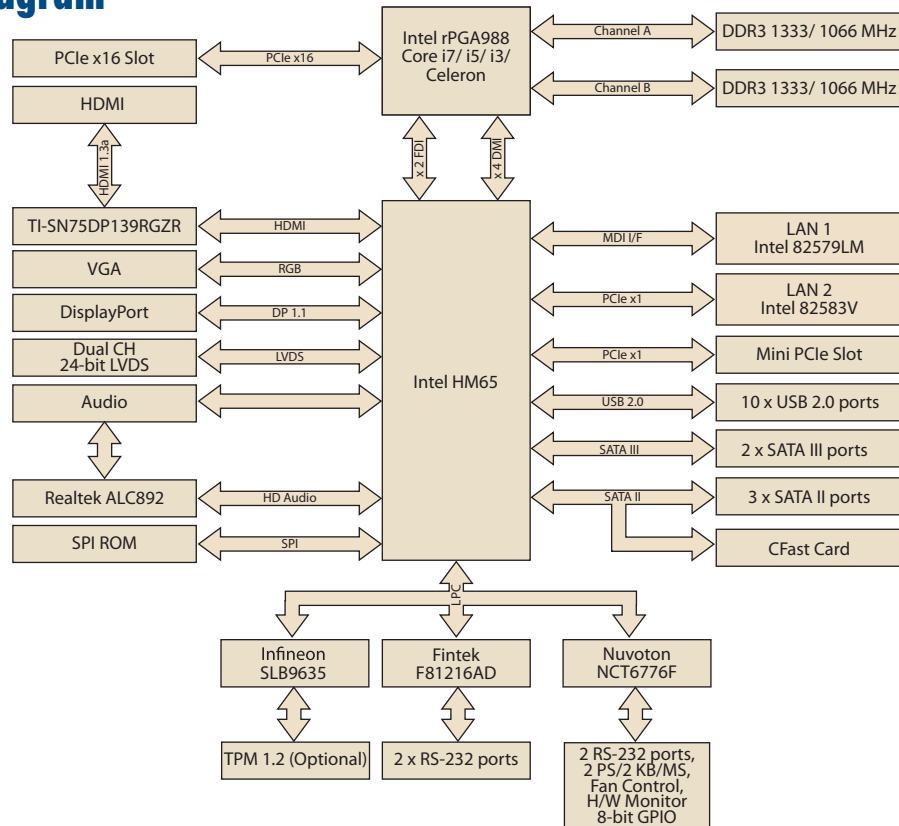 agram
Intel rPGA988
Core i7/ i5/ i3/
Celeron
Channel A
DDR3 1333/ 1066 MHz
PCIe x16 Slot
PCIe x16
Channel B
DDR3 1333/ 1066 MHz
HDMI
HDMI 1.3a
x 2 FDI
x 4 DMI
TI-SN75DP139RGZR
HDMI
VGA
RGB
DisplayPort
DP 1.1
Dual CH
24-bit LVDS
LVDS
Audio
Realtek ALC892
HD Audio
SPI ROM
SPI
Intel HM65
MDI I/F
LAN 1
Intel 82579LM
PCIe x1
LAN 2
Intel 82583V
PCIe x1
Mini PCIe Slot
USB 2.0
10 x USB 2.0 ports
SATA III
2 x SATA III ports
SATA II
3 x SATA II ports
CFast Card
LPC
Infineon
SLB9635
Fintek
F81216AD
Nuvoton
NCT6776F
TPM 1.2 (Optional)
2 x RS-232 ports
2 RS-232 ports,
2 PS/2 KB/MS,
Fan Control,
H/W Monitor
8-bit GPIO